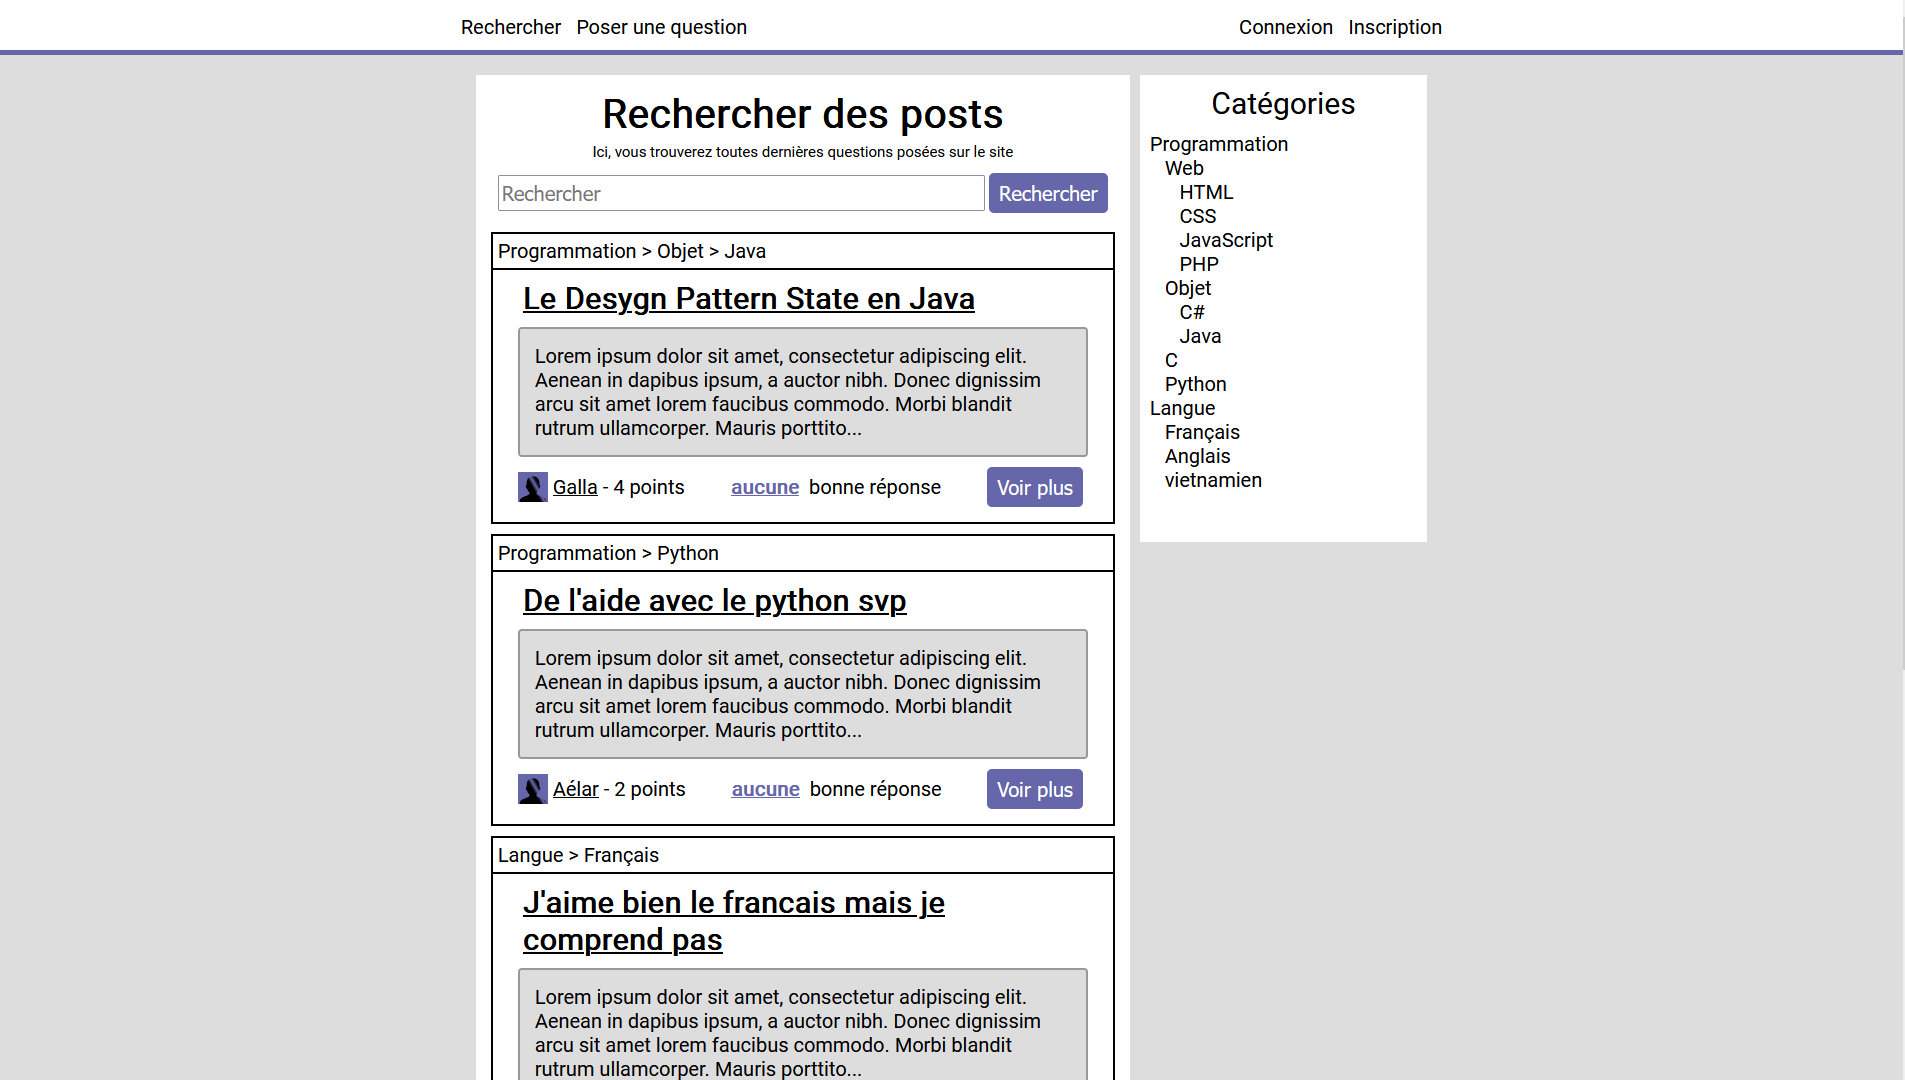 Rechercher Poser une question Connexion Inscription
Rechercher des posts
Ici, vous trouverez toutes dernières questions posées sur le site
Rechercher Rechercher
Programmation > Objet > Java
Le Desygn Pattern State en Java
Lorem ipsum dolor sit amet, consectetur adipiscing elit.
Aenean in dapibus ipsum, a auctor nibh. Donec dignissim
arcu sit amet lorem faucibus commodo. Morbi blandit
rutrum ullamcorper. Mauris porttito...
Galla - 4 points aucune bonne réponse Voir plus
Programmation > Python
De l'aide avec le python svp
Lorem ipsum dolor sit amet, consectetur adipiscing elit.
Aenean in dapibus ipsum, a auctor nibh. Donec dignissim
arcu sit amet lorem faucibus commodo. Morbi blandit
rutrum ullamcorper. Mauris porttito...
Aélar - 2 points aucune bonne réponse Voir plus
Langue > Français
J'aime bien le francais mais je
comprend pas
Lorem ipsum dolor sit amet, consectetur adipiscing elit.
Aenean in dapibus ipsum, a auctor nibh. Donec dignissim
arcu sit amet lorem faucibus commodo. Morbi blandit
rutrum ullamcorper. Mauris porttito...
Catégories
Programmation
Web
HTML
CSS
JavaScript
PHP
Objet
C#
Java
C
Python
Langue
Français
Anglais
vietnamien